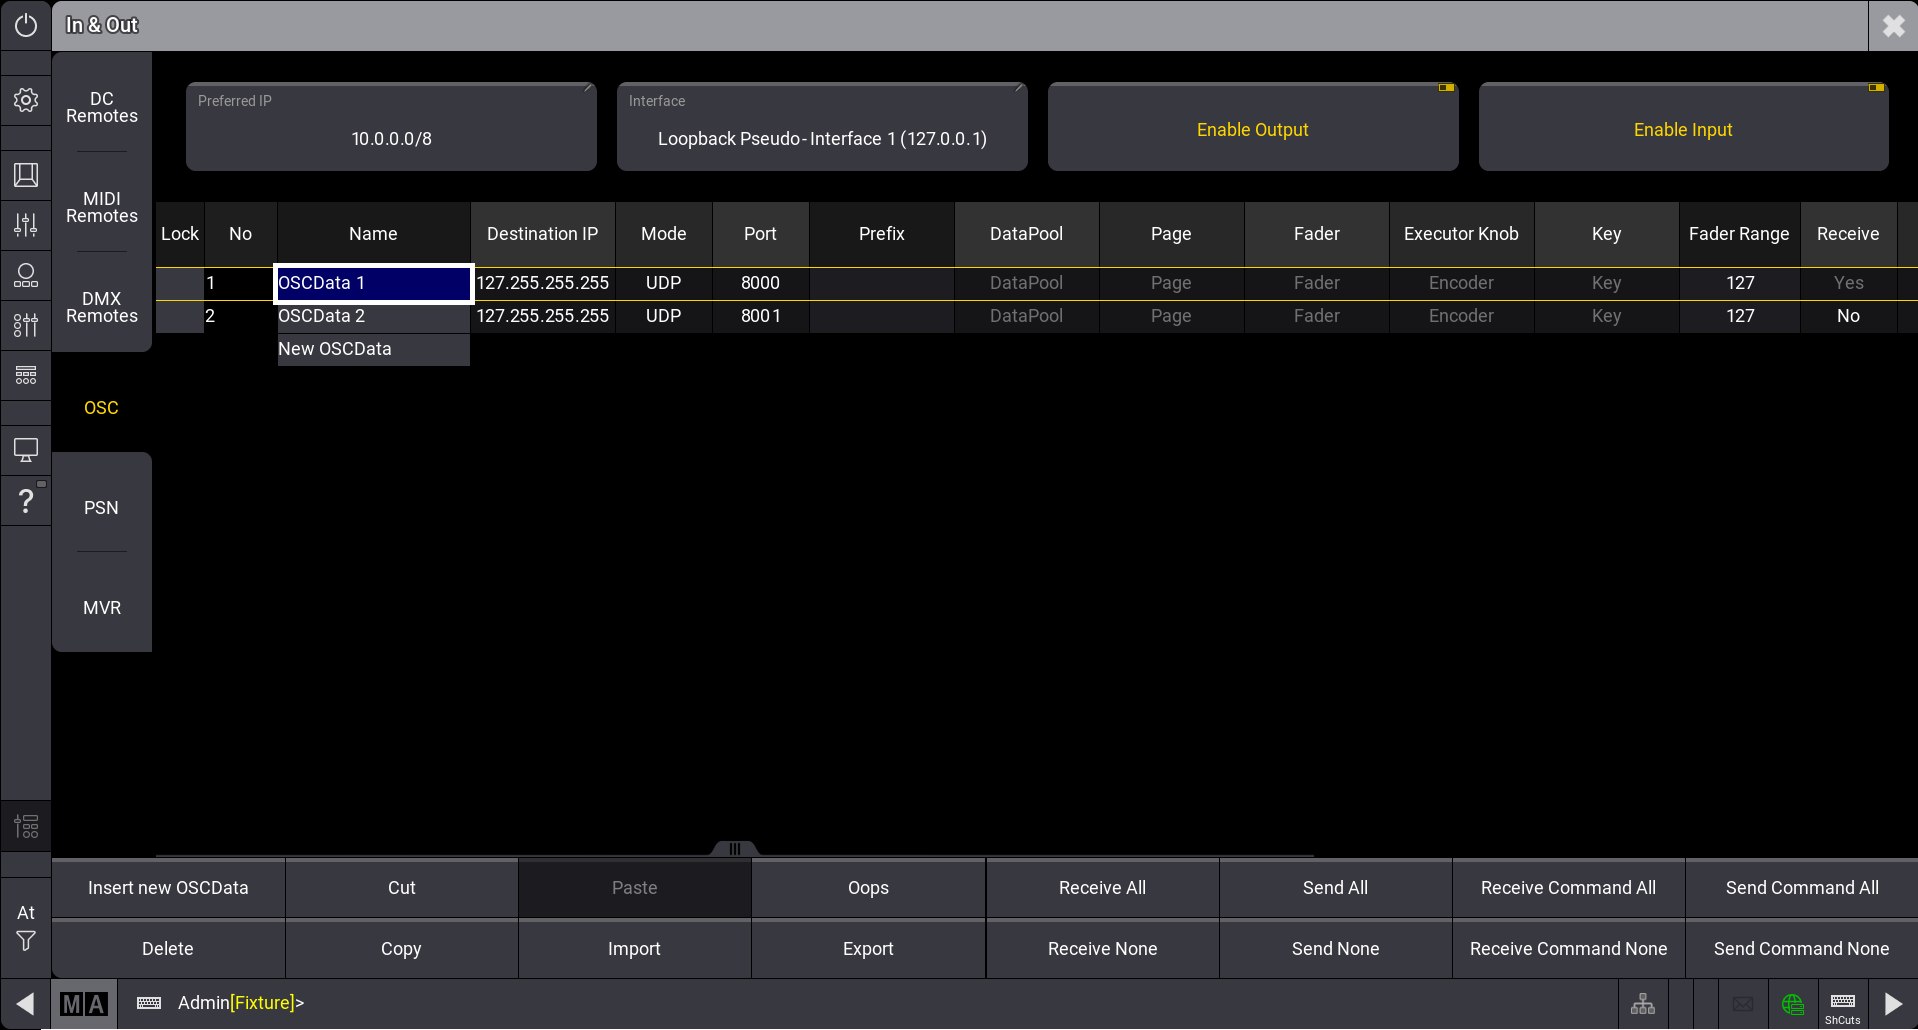 In & Out
DC
Remotes
MIDI
Remotes
DMX
Remotes
OSC
PSN
MVR
Preferred IP
10.0.0.0/8
Interface
Loopback Pseudo-Interface 1 (127.0.0.1)
Enable Output
Enable Input
Lock No Name Destination IP Mode Port Prefix DataPool Page Fader Executor Knob Key Fader Range Receive
1 OSCData 1 127.255.255.255 UDP 8000 DataPool Page Fader Encoder Key 127 Yes
2 OSCData 2 127.255.255.255 UDP 8001 DataPool Page Fader Encoder Key 127 No
New OSCData
Insert new OSCData Cut Paste Oops Receive All Send All Receive Command All Send Command All
Delete Copy Import Export Receive None Send None Receive Command None Send Command None
?
At
MA
Admin[Fixture]>
ShCuts